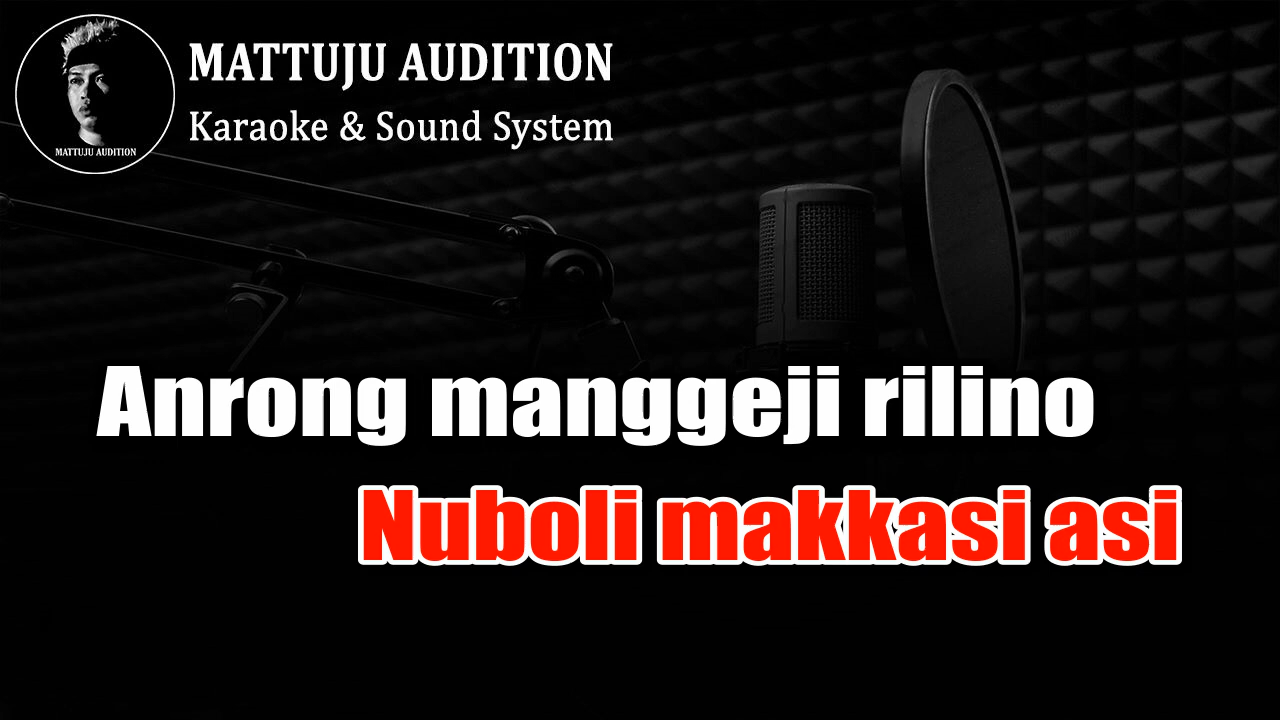 MATTUJU AUDITION
Karaoke & Sound System
MATTUJU AUDITION
Anrong manggeji rilino
Nuboli makkasi asi